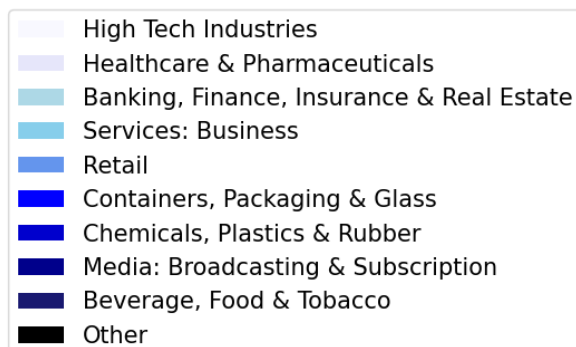 High Tech Industries
Healthcare & Pharmaceuticals
Banking, Finance, Insurance & Real Estate
Services: Business
Retail
Containers, Packaging & Glass
Chemicals, Plastics & Rubber
Media: Broadcasting & Subscription
Beverage, Food & Tobacco
Other